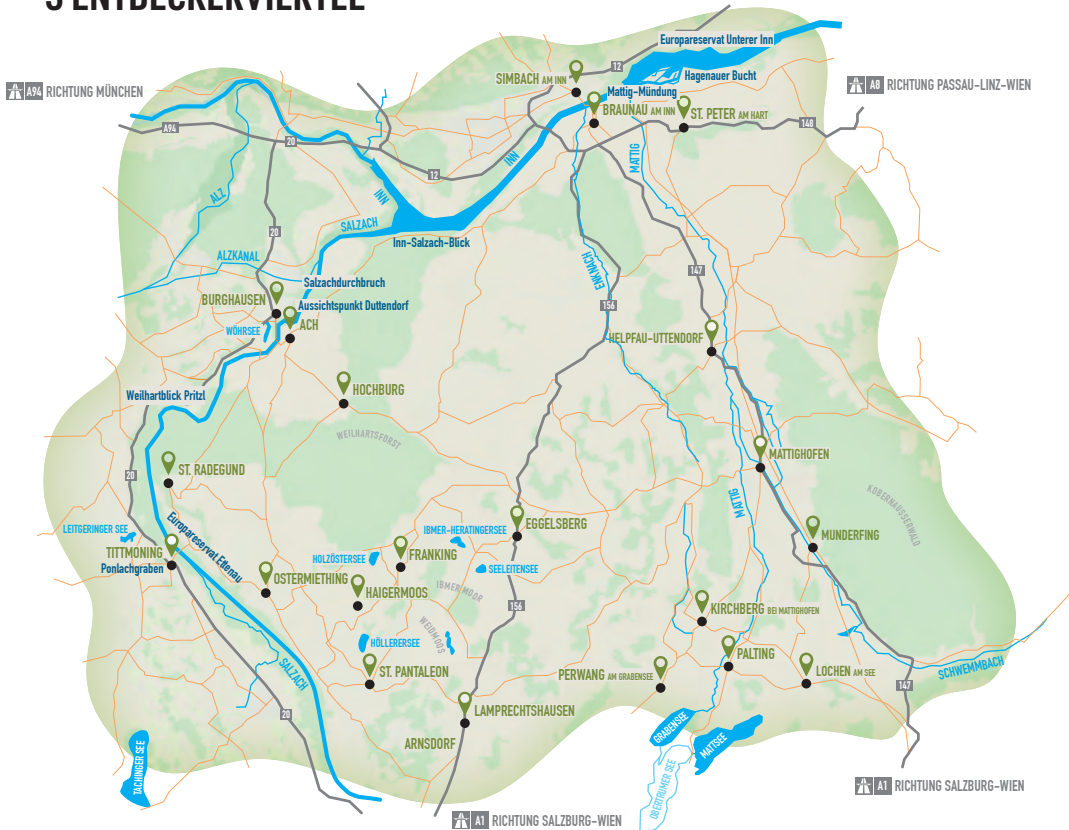 S ENTDECKERVIERTEL
Europareservat Unterer Inn
12
SIMBACH AM INN
Hagenauer Bucht
A94 RICHTUNG MÜNCHEN
A8 RICHTUNG PASSAU-LINZ-WIEN
Mattig-Mündung
BRAUNAU AM INN
ST. PETER AM HART
148
A94
20
INN
MATTIG
12
ALZ
INN
SALZACH
20
Inn-Salzach-Blick
ALZKANAL
ENKNACH
147
Salzachdurchbruch
BURGHAUSEN
Aussichtspunkt Duttendorf
156
ACH
WÖHRSEE
HELPFAU-UTTENDORF
Weilhartblick Pritzl
HOCHBURG
WEILHARTSFORST
MATTIGHOFEN
ST. RADEGUND
20
MATTIG
KOBERNAUSSERWALD
LEITGERINGER SEE
Europareservat Ettenau
IBMER-HERATINGERSEE
EGGELSBERG
MUNDERFING
TITTMONING
Ponlachgraben
HOLZÖSTERSEE
FRANKING
SEELEITENSEE
OSTERMIETHING
HAIGERMOOS
IBMER MOOR
156
KIRCHBERG BEI MATTIGHOFEN
WEIDMOOS
HÖLLERERSEE
PALTING
SALZACH
ST. PANTALEON
PERWANG AM GRABENSEE
LOCHEN AM SEE
SCHWEMMBACH
147
20
LAMPRECHTSHAUSEN
GRABENSEE
MATTSEE
ARNSDORF
TACHINGER SEE
OBERTRUMER SEE
A1 RICHTUNG SALZBURG-WIEN
A1 RICHTUNG SALZBURG-WIEN